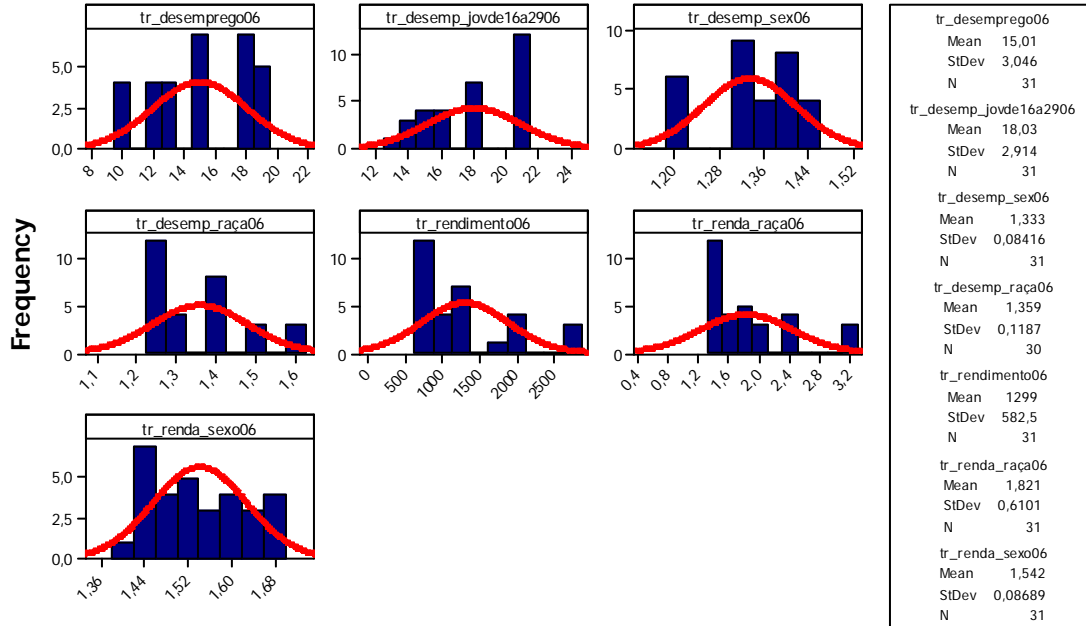 Frequency
tr_desemprego06
5,0
2,5
0,0
8 10 12 14 16 18 20 22
tr_desemp_jovde16a2906
10
5
0
12 14 16 18 20 22 24
tr_desemp_sex06
10
5
0
1,20 1,28 1,36 1,44 1,52
tr_desemp_raça06
10
5
0
1,1 1,2 1,3 1,4 1,5 1,6
tr_rendimento06
10
5
0
0 500 1000 1500 2000 2500
tr_renda_raça06
10
5
0
0,4 0,8 1,2 1,6 2,0 2,4 2,8 3,2
tr_renda_sexo06
5,0
2,5
0,0
1,36 1,44 1,52 1,60 1,68
tr_desemprego06
Mean 15,01
StDev 3,046
N 31
tr_desemp_jovde16a2906
Mean 18,03
StDev 2,914
N 31
tr_desemp_sex06
Mean 1,333
StDev 0,08416
N 31
tr_desemp_raça06
Mean 1,359
StDev 0,1187
N 30
tr_rendimento06
Mean 1299
StDev 582,5
N 31
tr_renda_raça06
Mean 1,821
StDev 0,6101
N 31
tr_renda_sexo06
Mean 1,542
StDev 0,08689
N 31